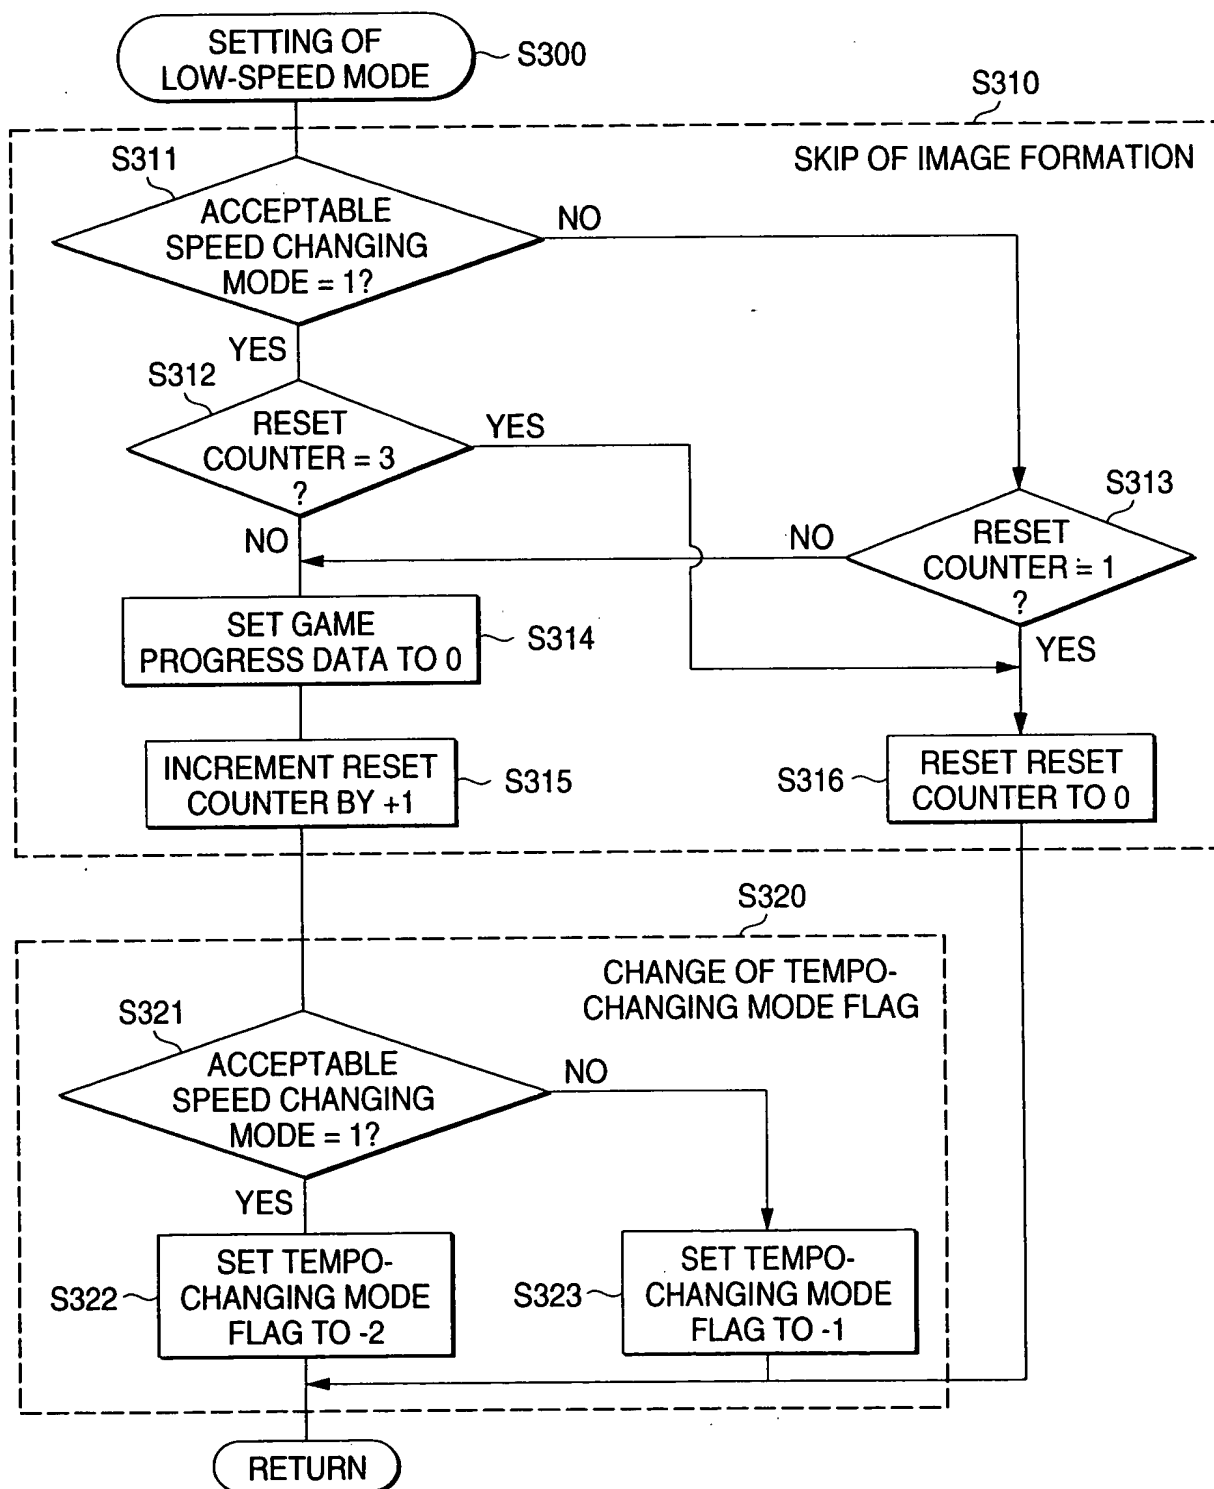 SETTING OF
LOW-SPEED MODE
S300
S310
SKIP OF IMAGE FORMATION
S311
ACCEPTABLE
SPEED CHANGING
MODE = 1?
NO
YES
S312
RESET
COUNTER = 3
?
YES
NO
S313
RESET
COUNTER = 1
?
NO
YES
SET GAME
PROGRESS DATA TO 0
S314
INCREMENT RESET
COUNTER BY +1
S315
S316
RESET RESET
COUNTER TO 0
S320
CHANGE OF TEMPO-
CHANGING MODE FLAG
S321
ACCEPTABLE
SPEED CHANGING
MODE = 1?
NO
YES
S322
SET TEMPO-
CHANGING MODE
FLAG TO -2
S323
SET TEMPO-
CHANGING MODE
FLAG TO -1
RETURN